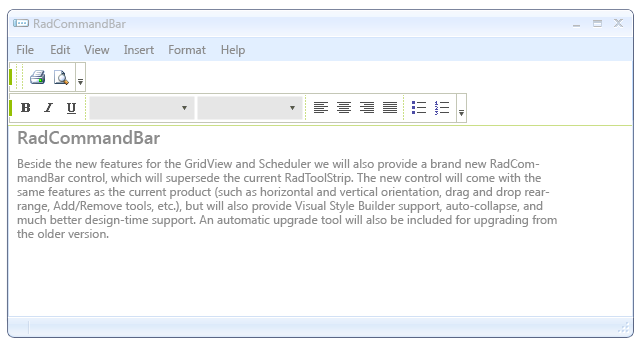 RadCommandBar
File Edit View Insert Format Help
B I U
RadCommandBar
Beside the new features for the GridView and Scheduler we will also provide a brand new RadCom-
mandBar control, which will supersede the current RadToolStrip. The new control will come with the
same features as the current product (such as horizontal and vertical orientation, drag and drop rear-
range, Add/Remove tools, etc.), but will also provide Visual Style Builder support, auto-collapse, and
much better design-time support. An automatic upgrade tool will also be included for upgrading from
the older version.